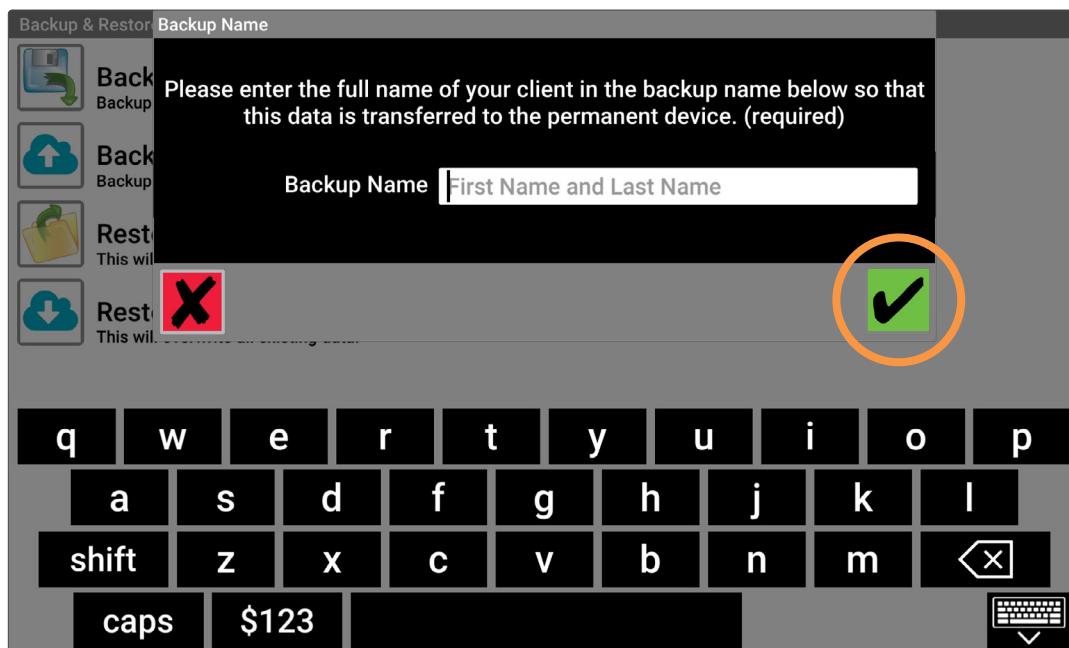 Backup & Restor
Backup Name
Back
Backup
Please enter the full name of your client in the backup name below so that
this data is transferred to the permanent device. (required)
Back
Backup
Backup Name First Name and Last Name
Rest
This wil
Rest
This wil
q w e r t y u i o p
a s d f g h j k l
shift z x c v b n m
caps $123